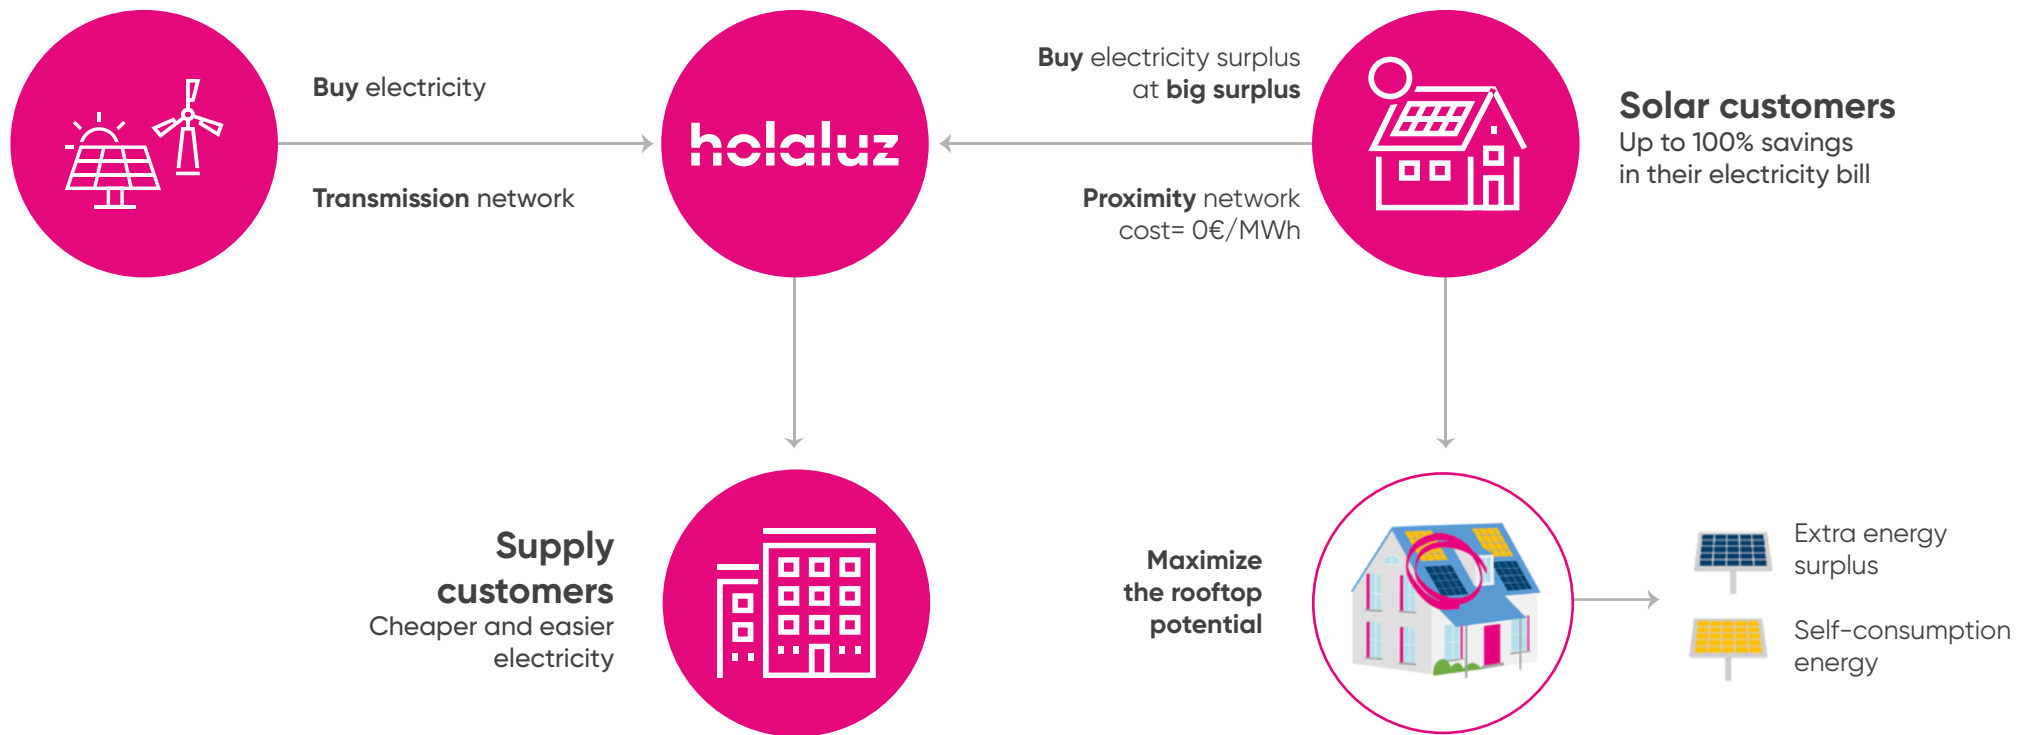 Buy electricity
Transmission network
holaluz
Buy electricity surplus
at big surplus
Proximity network
cost= 0€/MWh
Solar customers
Up to 100% savings
in their electricity bill
Supply
customers
Cheaper and easier
electricity
Maximize
the rooftop
potential
Extra energy
surplus
Self-consumption
energy